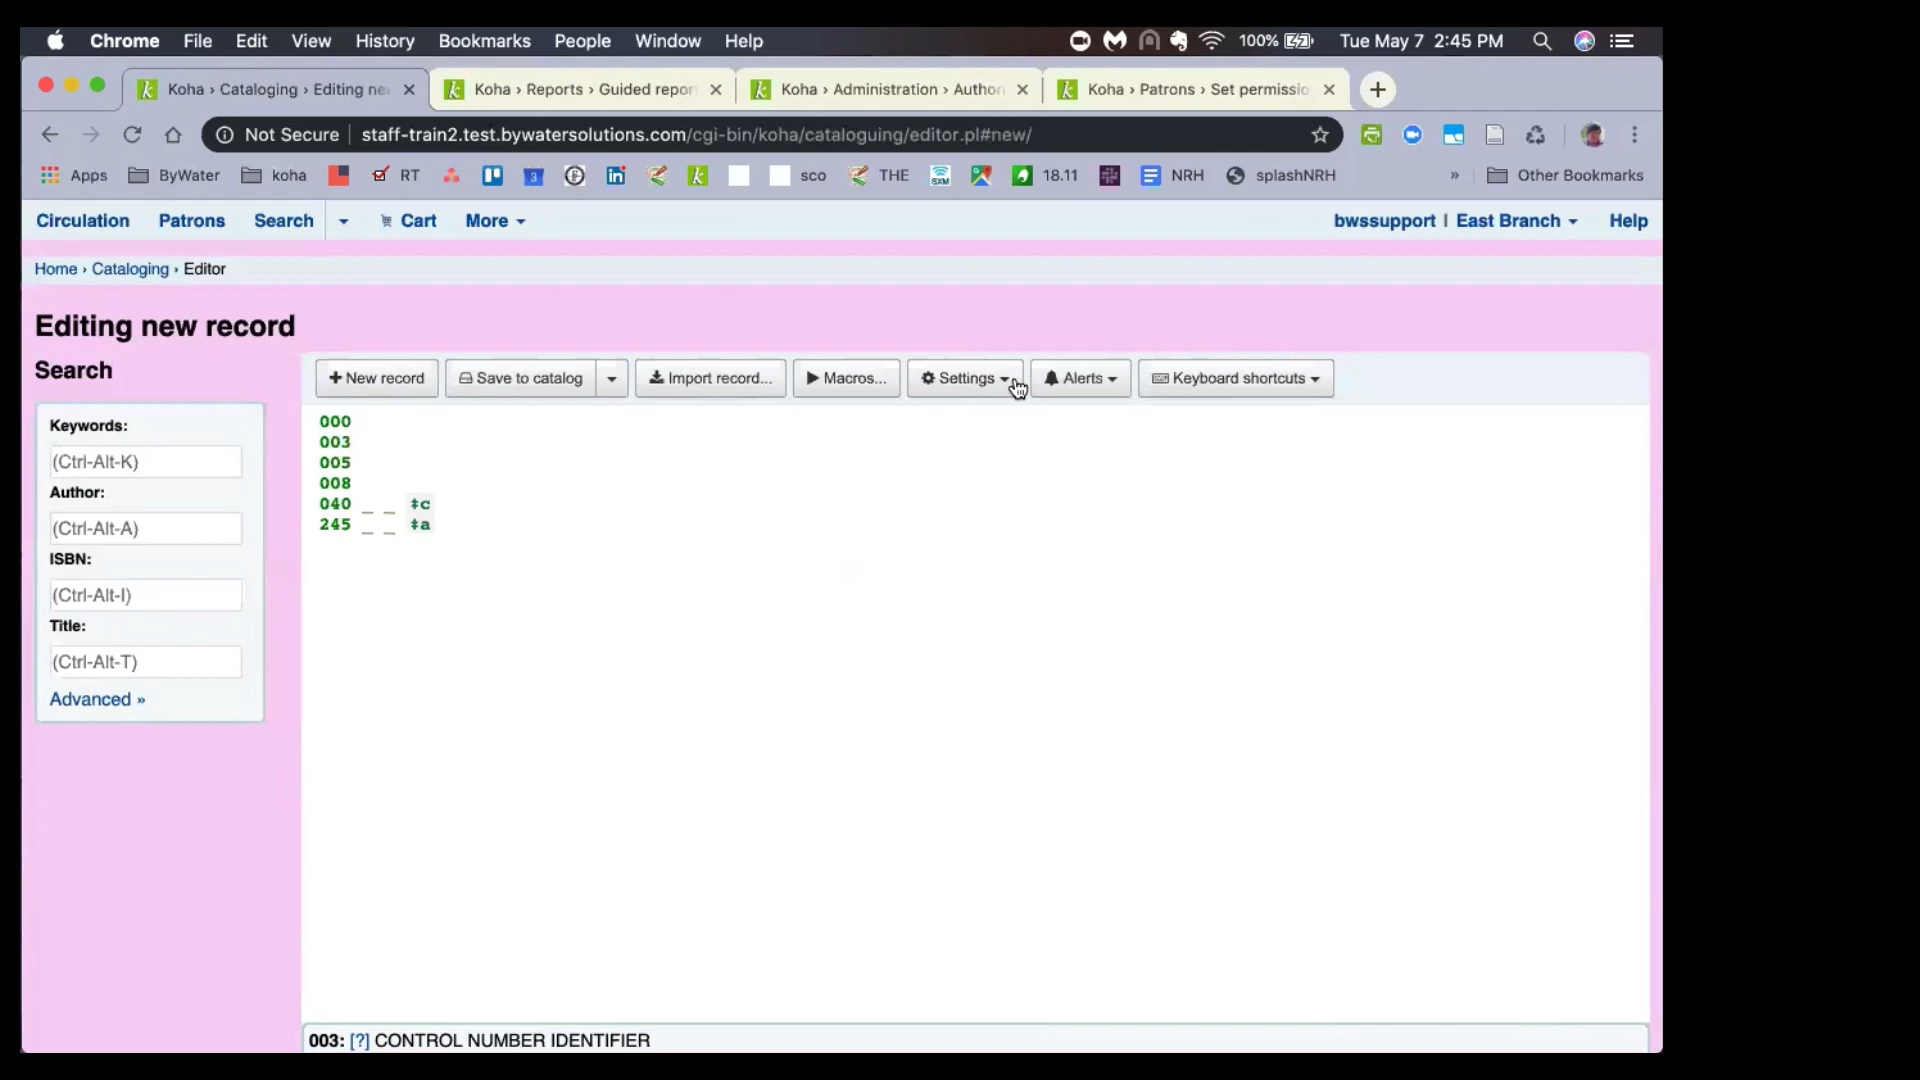 Chrome File Edit View History Bookmarks People Window Help 100% Tue May 7 2:45 PM
Koha › Cataloging › Editing ne Koha › Reports › Guided repor Koha › Administration › Author Koha › Patrons › Set permissio
Not Secure staff-train2.test.bywatersolutions.com/cgi-bin/koha/cataloguing/editor.pl#new/
Apps ByWater koha RT 3 sco THE SXM 18.11 NRH splashNRH » Other Bookmarks
Circulation Patrons Search Cart More bwssupport | East Branch Help
Home › Cataloging › Editor
Editing new record
Search
+ New record Save to catalog Import record... Macros... Settings Alerts Keyboard shortcuts
Keywords:
(Ctrl-Alt-K)
Author:
(Ctrl-Alt-A)
ISBN:
(Ctrl-Alt-I)
Title:
(Ctrl-Alt-T)
Advanced »
000
003
005
008
040 _ _ ‡c
245 _ _ ‡a
003: [?] CONTROL NUMBER IDENTIFIER